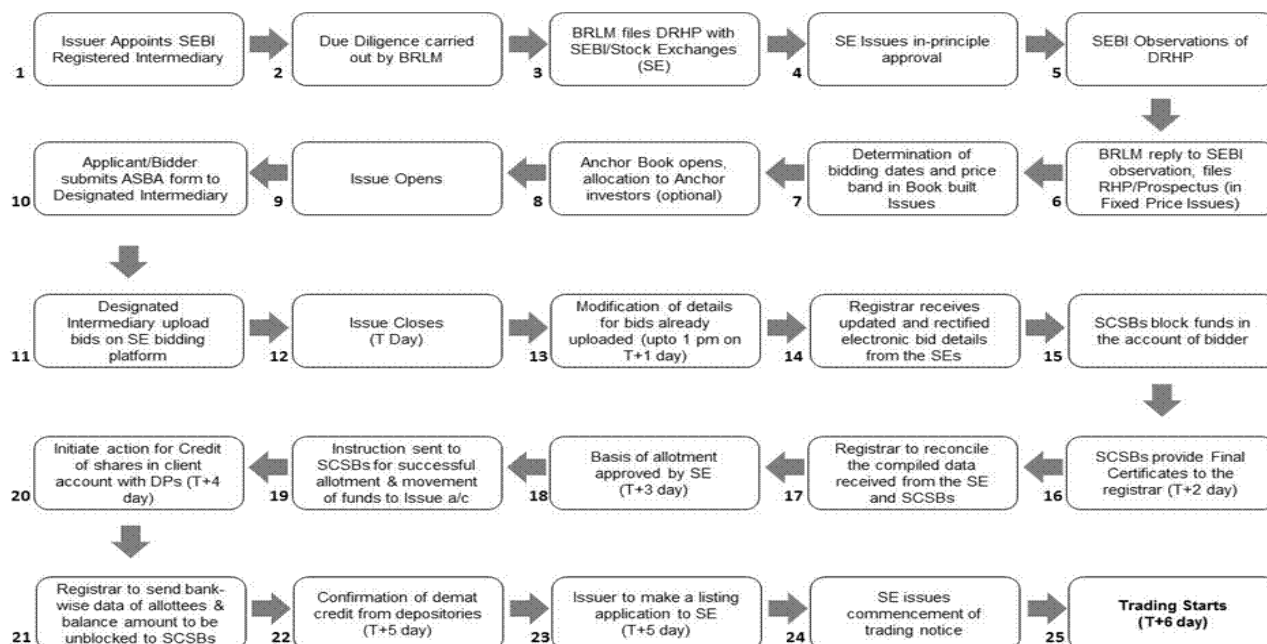 Issuer Appoints SEBI
Registered Intermediary
1
Due Diligence carried
out by BRLM
2
BRLM files DRHP with
SEBI/Stock Exchanges
(SE)
3
SE Issues in-principle
approval
4
SEBI Observations of
DRHP
5
BRLM reply to SEBI
observation, files
RHP/Prospectus (in
Fixed Price Issues)
6
Determination of
bidding dates and price
band in Book built
Issues
7
Anchor Book opens,
allocation to Anchor
investors (optional)
8
Issue Opens
9
Applicant/Bidder
submits ASBA form to
Designated Intermediary
10
Designated
Intermediary upload
bids on SE bidding
platform
11
Issue Closes
(T Day)
12
Modification of details
for bids already
uploaded (upto 1 pm on
T+1 day)
13
Registrar receives
updated and rectified
electronic bid details
from the SEs
14
SCSBs block funds in
the account of bidder
15
SCSBs provide Final
Certificates to the
registrar (T+2 day)
16
Registrar to reconcile
the compiled data
received from the SE
and SCSBs
17
Basis of allotment
approved by SE
(T+3 day)
18
Instruction sent to
SCSBs for successful
allotment & movement
of funds to Issue a/c
19
Initiate action for Credit
of shares in client
account with DPs (T+4
day)
20
Registrar to send bank-
wise data of allottees &
balance amount to be
unblocked to SCSBs
21
Confirmation of demat
credit from depositories
(T+5 day)
22
Issuer to make a listing
application to SE
(T+5 day)
23
SE issues
commencement of
trading notice
24
Trading Starts
(T+6 day)
25